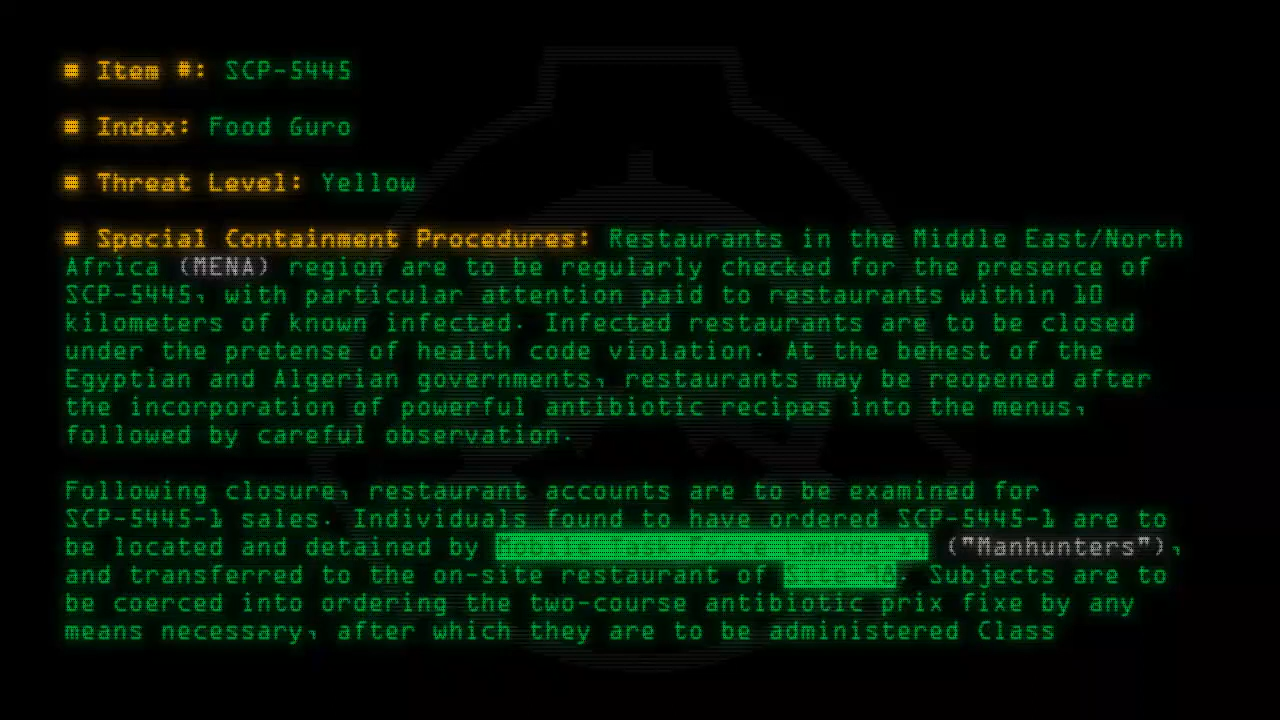 ■ Item #: SCP-5445
■ Index: Food Guro
■ Threat Level: Yellow
■ Special Containment Procedures: Restaurants in the Middle East/North
Africa (MENA) region are to be regularly checked for the presence of
SCP-5445, with particular attention paid to restaurants within 10
kilometers of known infected. Infected restaurants are to be closed
under the pretense of health code violation. At the behest of the
Egyptian and Algerian governments, restaurants may be reopened after
the incorporation of powerful antibiotic recipes into the menus,
followed by careful observation.
Following closure, restaurant accounts are to be examined for
SCP-5445-1 sales. Individuals found to have ordered SCP-5445-1 are to
be located and detained by Mobile Task Force ("Manhunters"),
and transferred to the on-site restaurant of . Subjects are to
be coerced into ordering the two-course antibiotic prix fixe by any
means necessary, after which they are to be administered Class